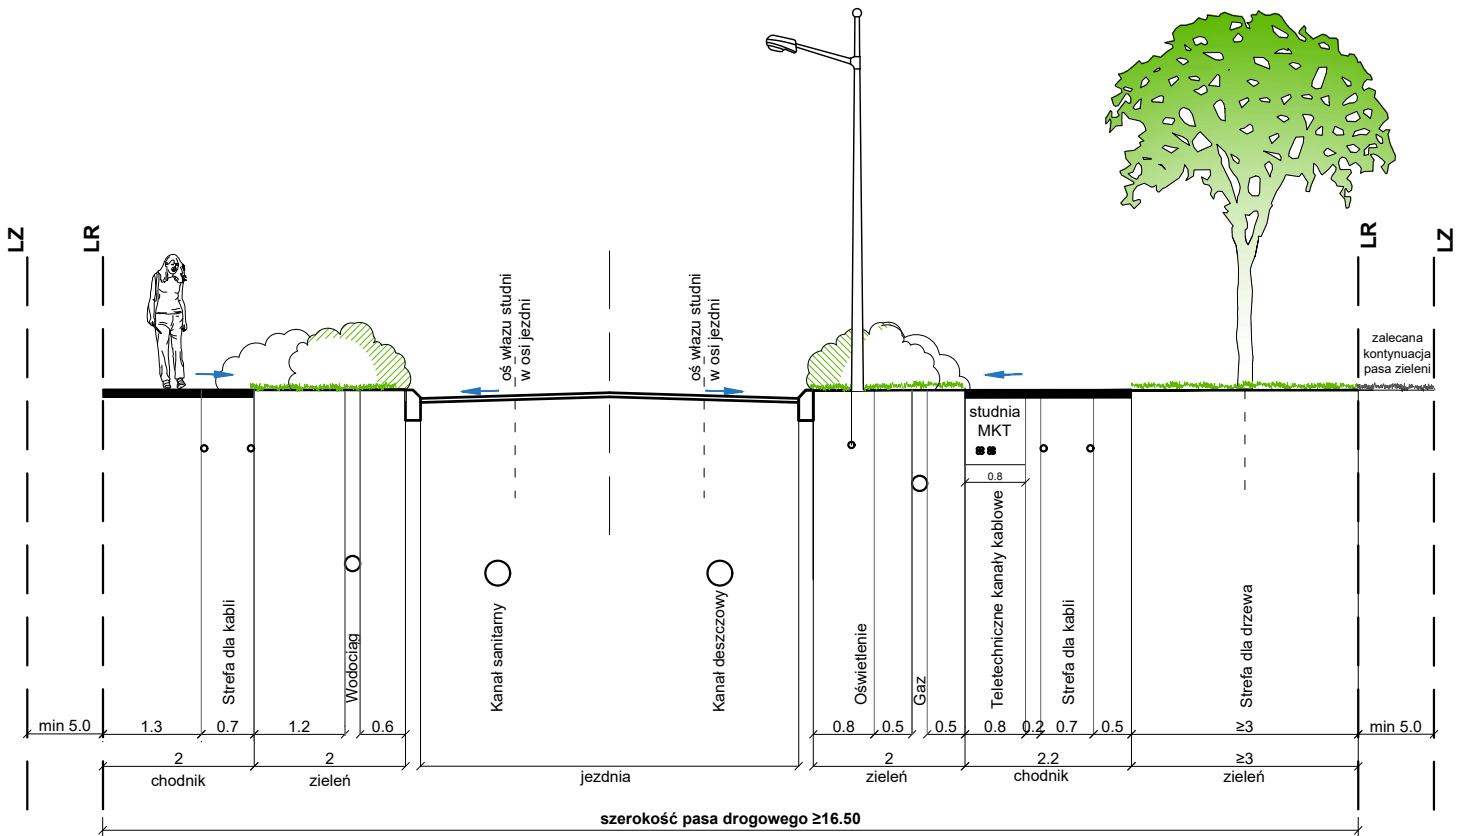 LZ
LR
oś włazu studni
w osi jezdni
oś włazu studni
w osi jezdni
LR
LZ
zalecana
kontynuacja
pasa zieleni
studnia
MKT
0.8
Strefa dla kabli
Wodociąg
Kanał sanitarny
Kanał deszczowy
Oświetlenie
Gaz
Teletechniczne kanały kablowe
Strefa dla kabli
Strefa dla drzewa
min 5.0
1.3
0.7
1.2
0.6
0.8
0.5
0.5
0.8
0.2
0.7
0.5
≥3
min 5.0
2
chodnik
2
zieleń
jezdnia
2
zieleń
2.2
chodnik
≥3
zieleń
szerokość pasa drogowego ≥16.50